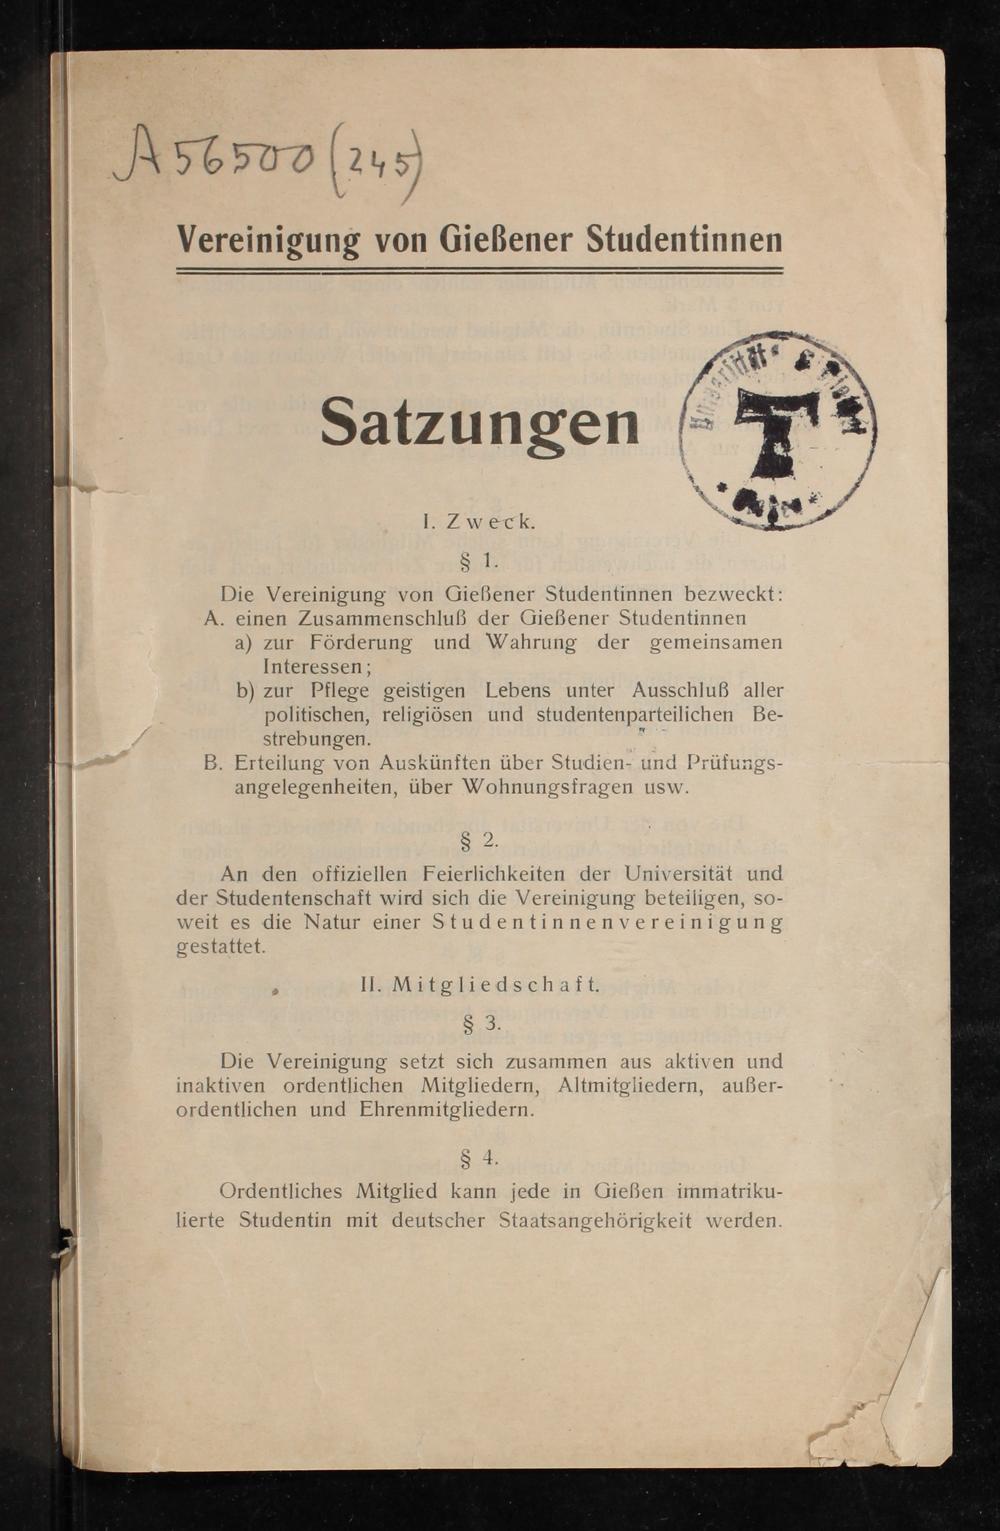 A 56500 (245)
Vereinigung von Gießener Studentinnen
Satzungen
Universität
Gießen
I. Zweck.
§ 1.
Die Vereinigung von Gießener Studentinnen bezweckt:
A. einen Zusammenschluß der Gießener Studentinnen
a) zur Förderung und Wahrung der gemeinsamen
Interessen;
b) zur Pflege geistigen Lebens unter Ausschluß aller
politischen, religiösen und studentenparteilichen Be-
strebungen.
B. Erteilung von Auskünften über Studien- und Prüfungs-
angelegenheiten, über Wohnungsfragen usw.
§ 2.
An den offiziellen Feierlichkeiten der Universität und
der Studentenschaft wird sich die Vereinigung beteiligen, so-
weit es die Natur einer Studentinnenvereinigung
gestattet.
II. Mitgliedschaft.
§ 3.
Die Vereinigung setzt sich zusammen aus aktiven und
inaktiven ordentlichen Mitgliedern, Altmitgliedern, außer-
ordentlichen und Ehrenmitgliedern.
§ 4.
Ordentliches Mitglied kann jede in Gießen immatriku-
lierte Studentin mit deutscher Staatsangehörigkeit werden.